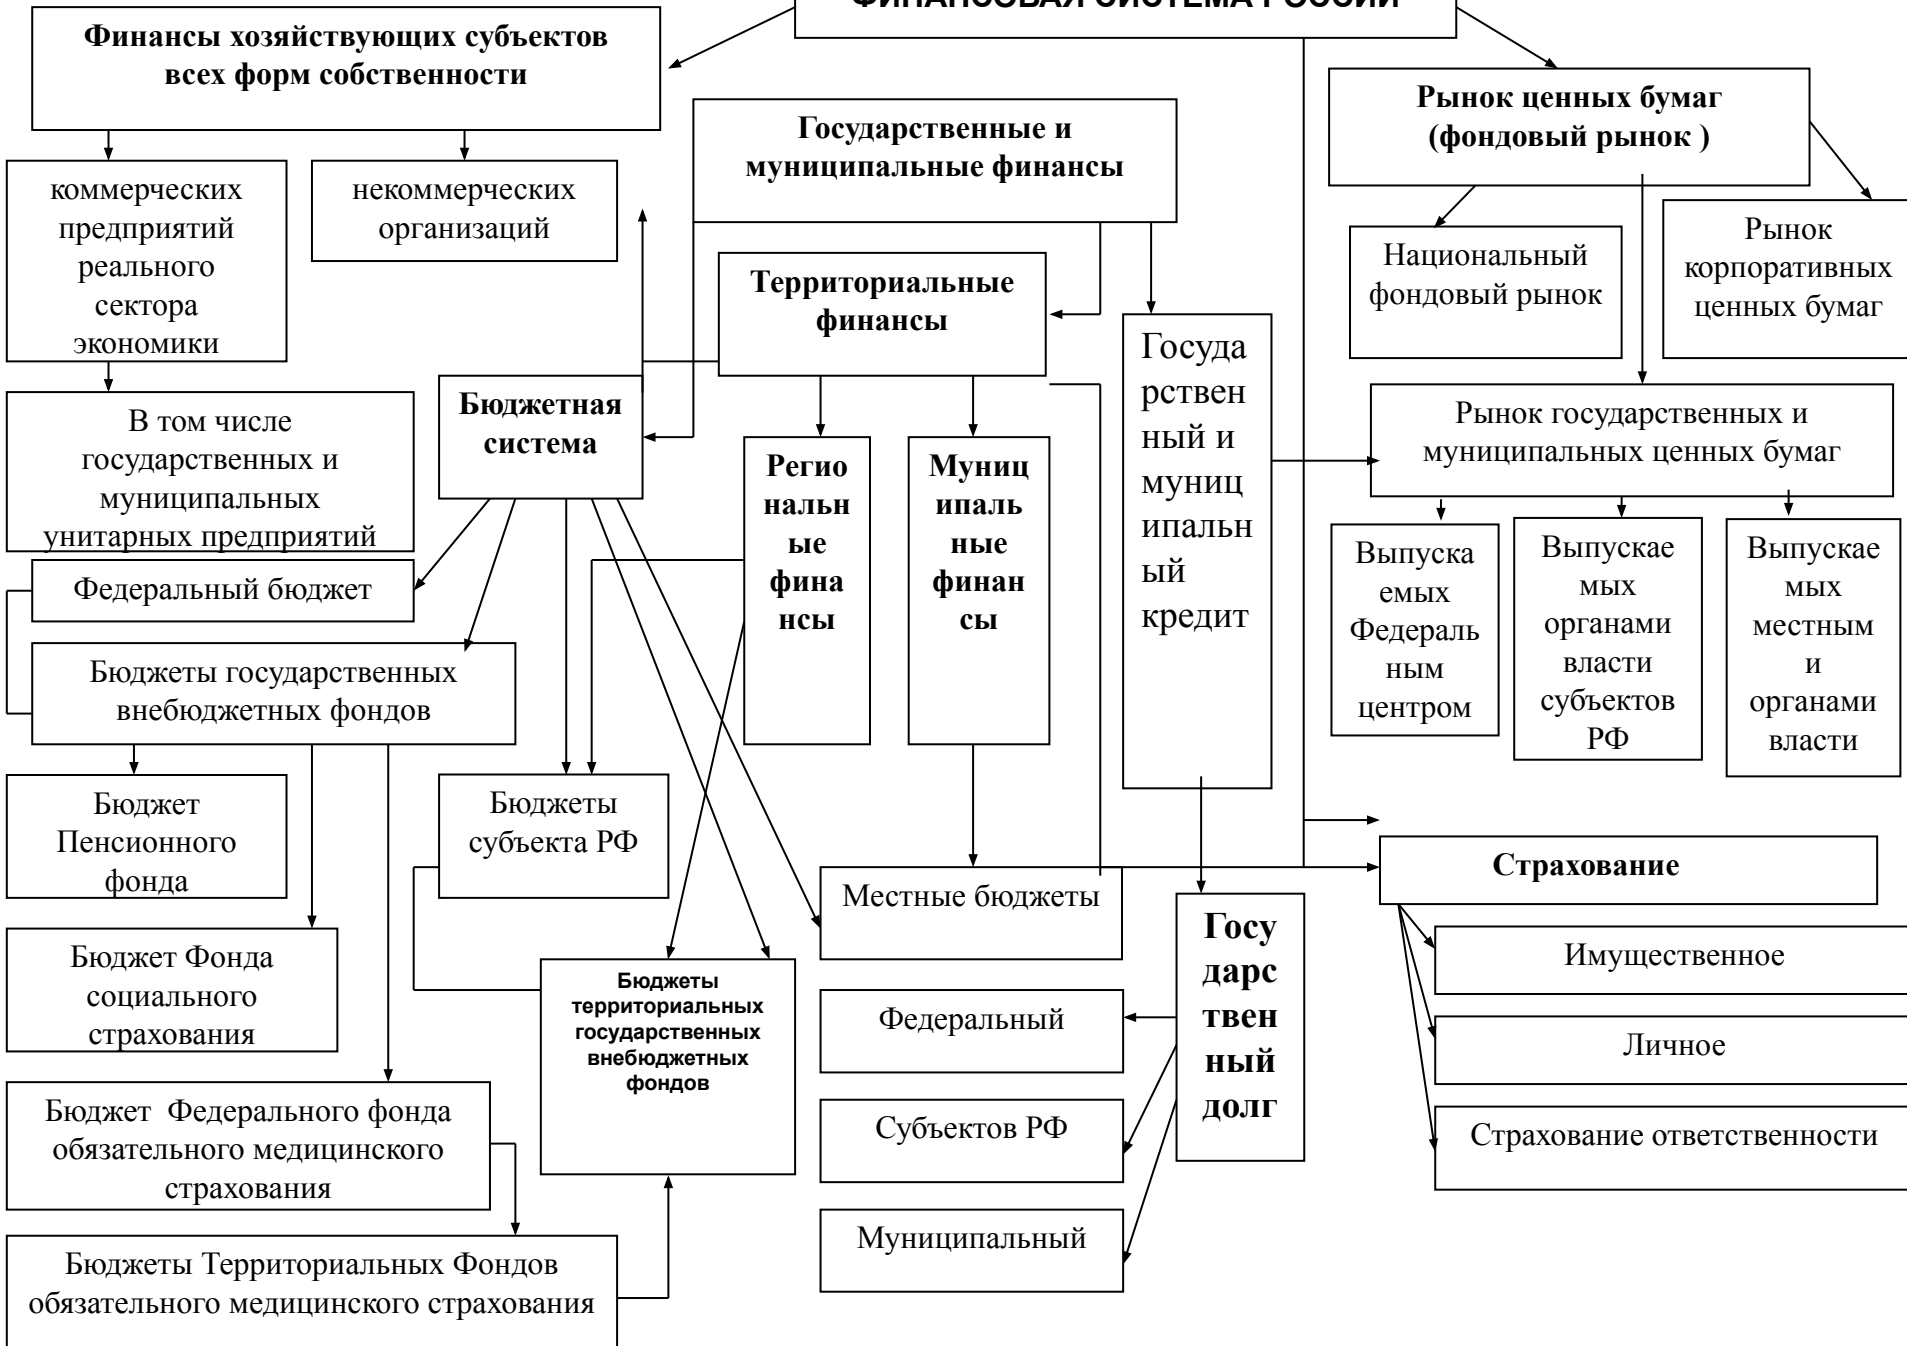 ФИНАНСОВАЯ СИСТЕМА РОССИИ
Финансы хозяйствующих субъектов
всех форм собственности
Государственные и
муниципальные финансы
Рынок ценных бумаг
(фондовый рынок )
коммерческих
предприятий
реального
сектора
экономики
некоммерческих
организаций
Национальный
фондовый рынок
Рынок
корпоративных
ценных бумаг
Территориальные
финансы
Госуда
рствен
ный и
муниц
ипальн
ый
кредит
В том числе
государственных и
муниципальных
унитарных предприятий
Бюджетная
система
Регио
нальн
ые
фина
нсы
Муниц
ипаль
ные
финан
сы
Рынок государственных и
муниципальных ценных бумаг
Выпуска
емых
Федераль
ным
центром
Выпускае
мых
органами
власти
субъектов
РФ
Выпускае
мых
местным
и
органами
власти
Федеральный бюджет
Бюджеты государственных
внебюджетных фондов
Бюджет
Пенсионного
фонда
Бюджеты
субъекта РФ
Местные бюджеты
Страхование
Бюджет Фонда
социального
страхования
Бюджеты
территориальных
государственных
внебюджетных
фондов
Госу
дарс
твен
ный
долг
Имущественное
Личное
Страхование ответственности
Федеральный
Субъектов РФ
Муниципальный
Бюджет  Федерального фонда
обязательного медицинского
страхования
Бюджеты Территориальных Фондов
обязательного медицинского страхования